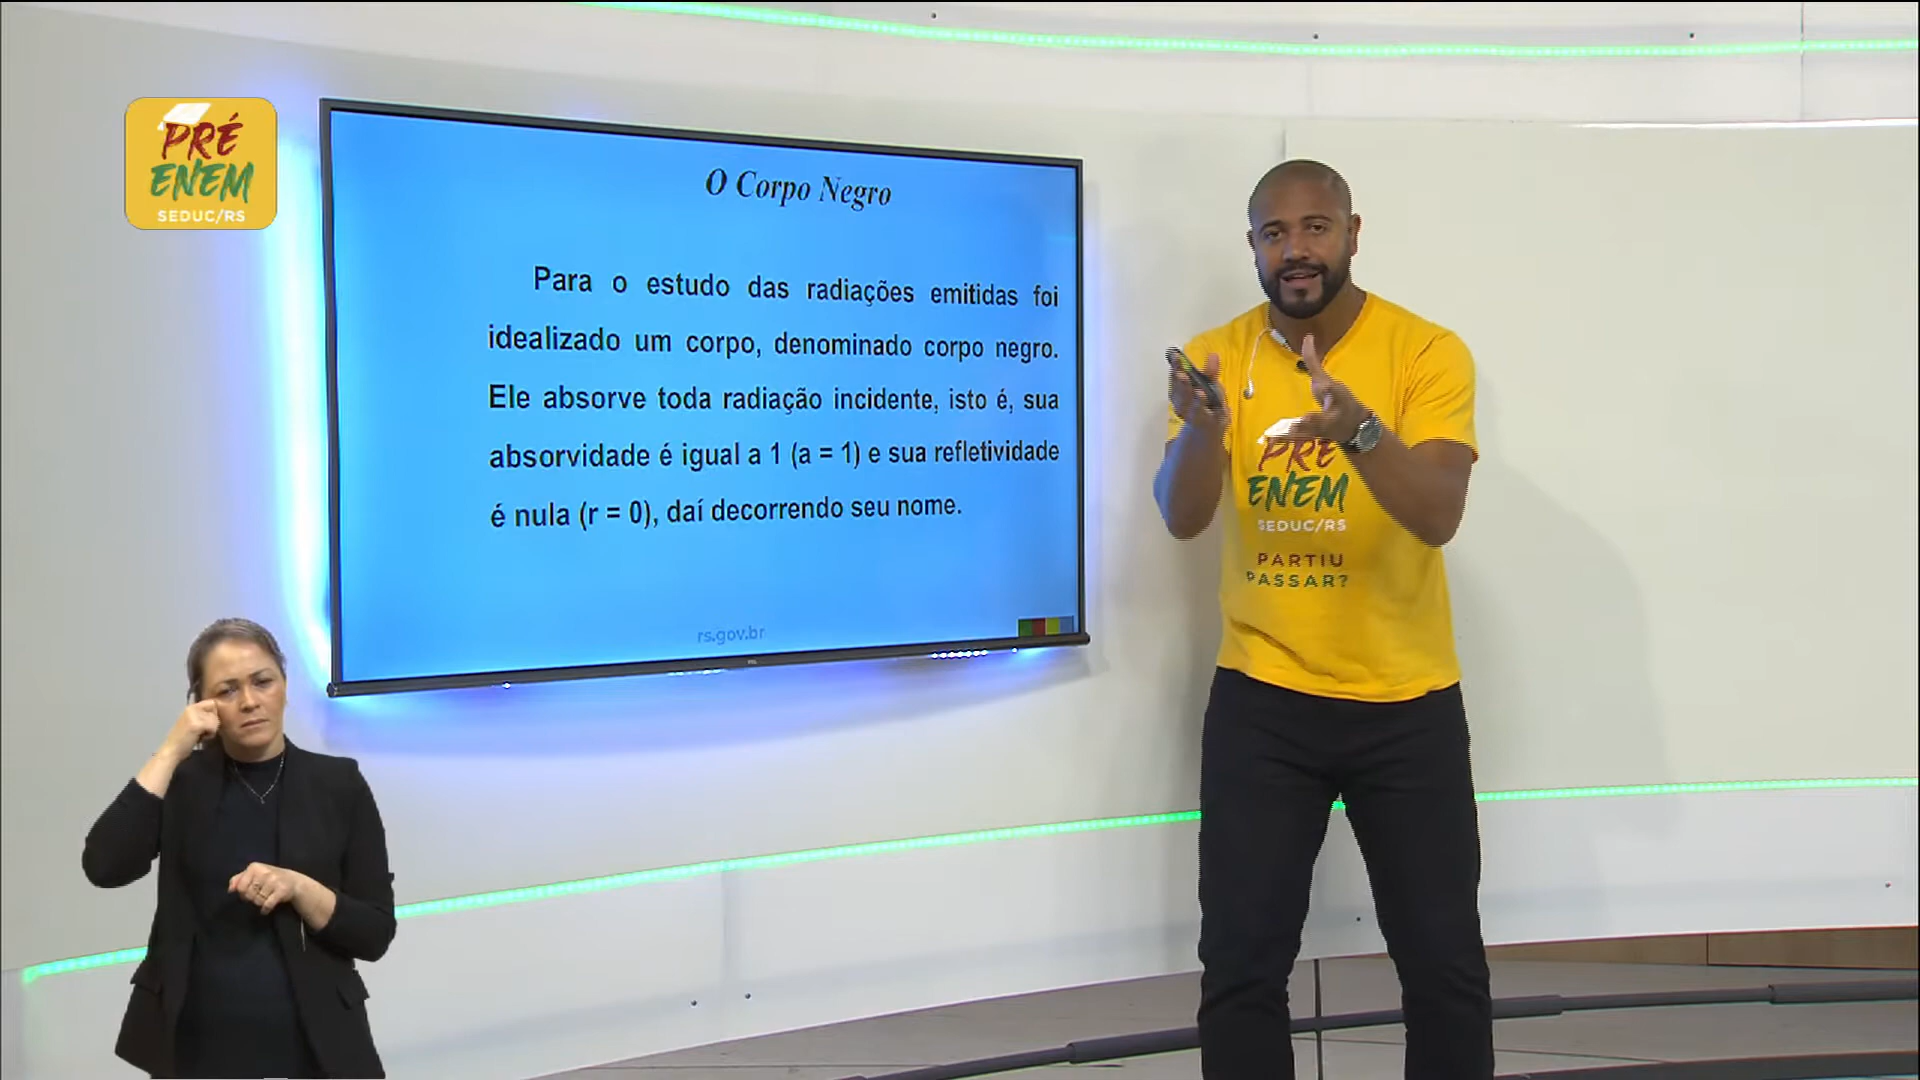 PRÉ
ENEM
SEDUC/RS
O Corpo Negro
Para o estudo das radiações emitidas foi
idealizado um corpo, denominado corpo negro.
Ele absorve toda radiação incidente, isto é, sua
absorvidade é igual a 1 (a = 1) e sua refletividade
é nula (r = 0), daí decorrendo seu nome.
rs.gov.br
PRÉ
ENEM
SEDUC/RS
PARTIU
PASSAR?